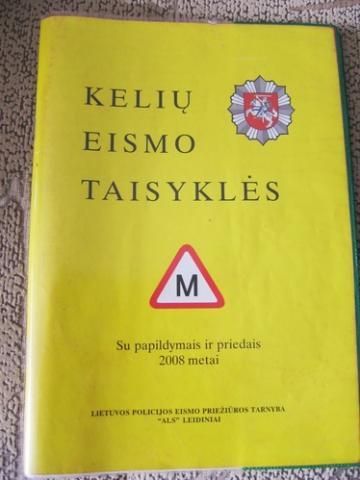 KELIŲ
EISMO
TAISYKLĖS
M
Su papildymais ir priedais
2008 metai
LIETUVOS POLICIJOS EISMO PRIEŽIŪROS TARNYBA
"ALS" LEIDINIAI